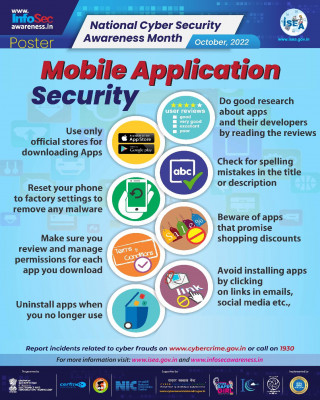 www.
InfoSec
awareness.in
Poster
National Cyber Security
Awareness Month
October, 2022
ISEA
www.isea.gov.in
Mobile Application
Security
user reviews
good
very good
excellent
poor
Do good research
about apps
and their developers
by reading the reviews
Use only
official stores for
downloading Apps
App Store
Google play
abc
Check for spelling
mistakes in the title
or description
Reset your phone
to factory settings to
remove any malware
Beware of apps
that promise
shopping discounts
Make sure you
review and manage
permissions for each
app you download
Terms &
Conditions
Avoid installing apps
by clicking
on links in emails,
social media etc.,
Uninstall apps when
you no longer use
Report incidents related to cyber frauds on www.cybercrime.gov.in or call on 1930
For more information visit: www.isea.gov.in and www.infosecawareness.in
NIC